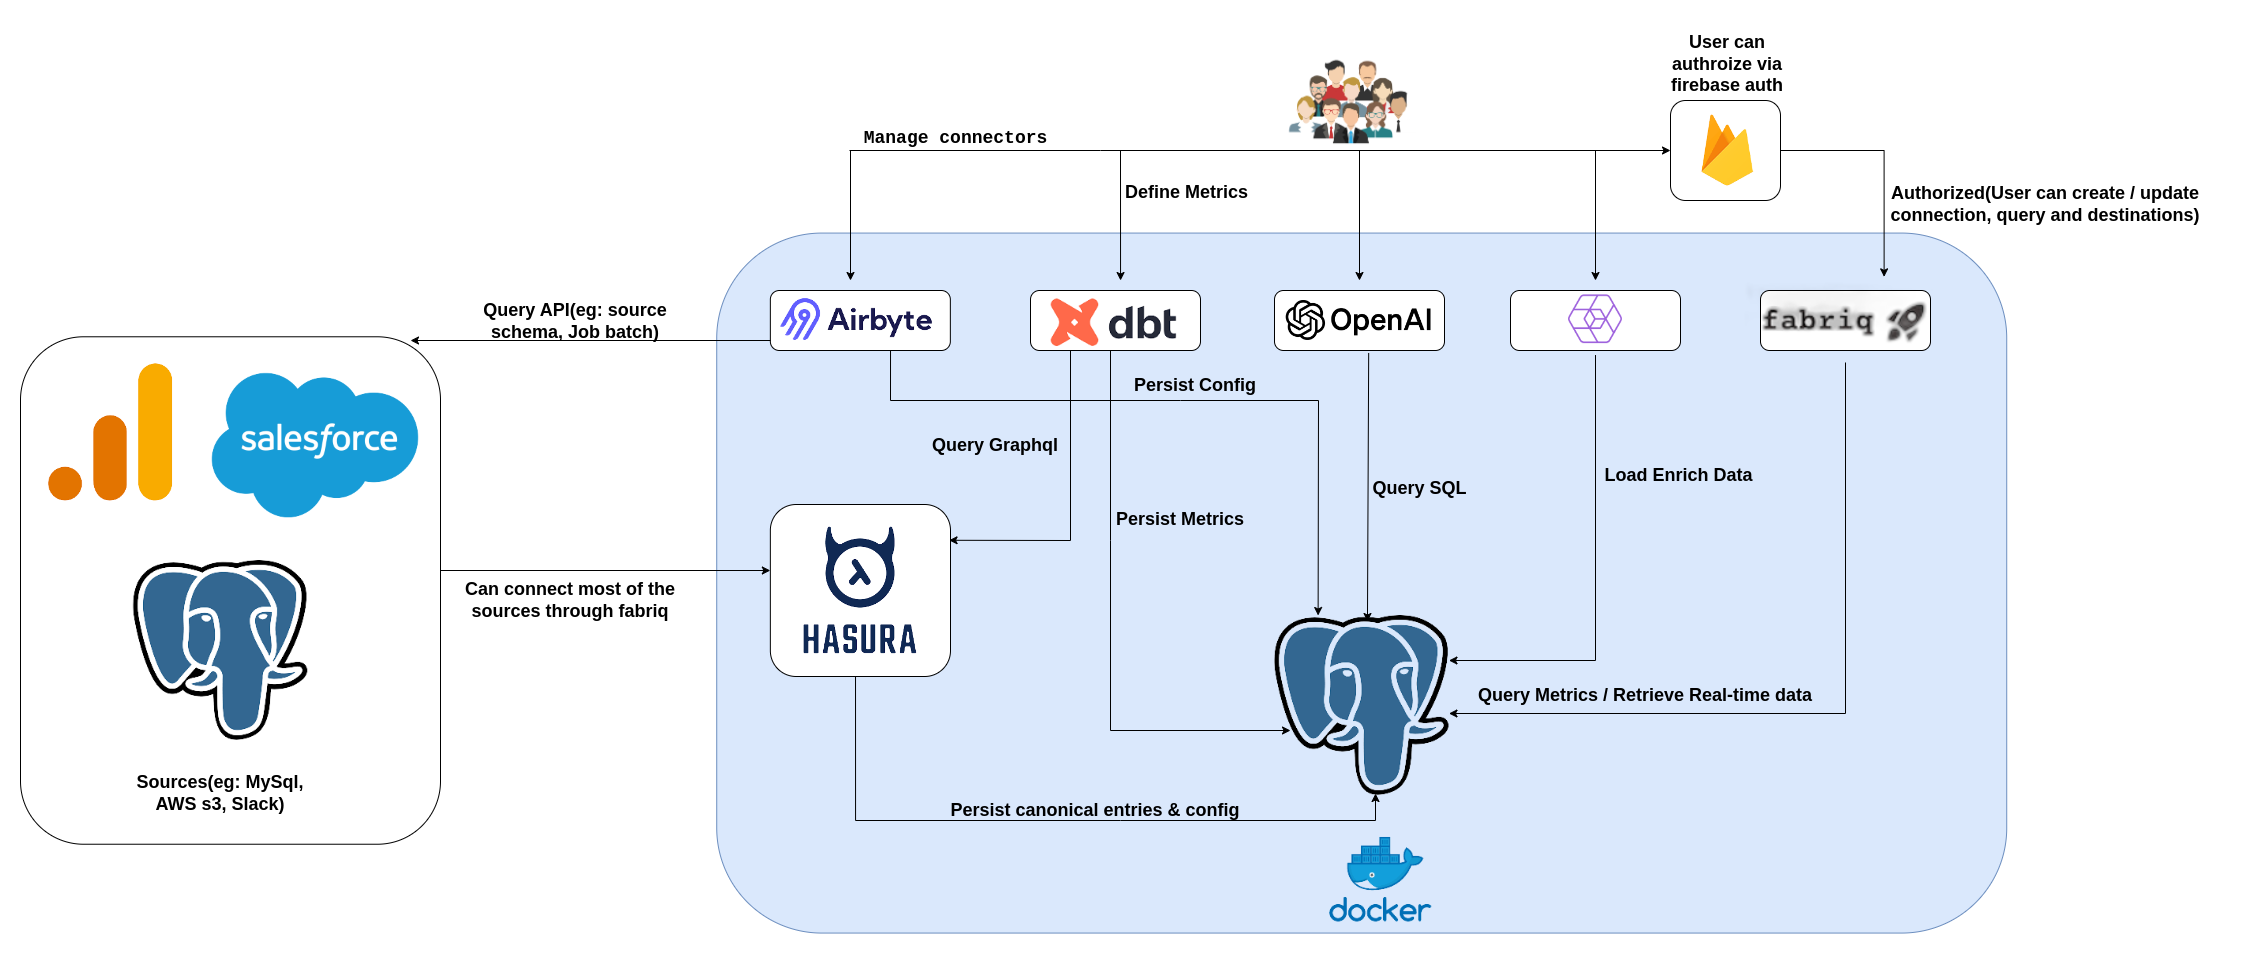 User can
authroize via
firebase auth
Manage connectors
Define Metrics
Authorized(User can create / update
connection, query and destinations)
Query API(eg: source
schema, Job batch)
Airbyte
dbt
OpenAI
fabriq
Persist Config
salesforce
Query Graphql
Load Enrich Data
Query SQL
Persist Metrics
Can connect most of the
sources through fabriq
HASURA
Query Metrics / Retrieve Real-time data
Sources(eg: MySql,
AWS s3, Slack)
Persist canonical entries & config
docker